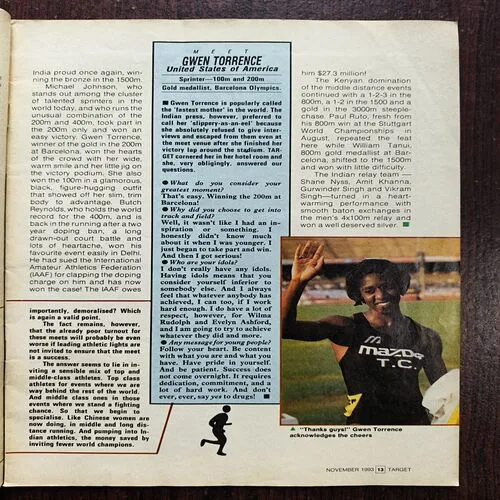 India proud once again, win-
ning the bronze in the 1500m.
Michael Johnson, who
stands out among the cluster
of talented sprinters in the
world today, and who runs the
unusual combination of the
200m and 400m, took part in
the 200m only and won an
easy victory. Gwen Torrence,
winner of the gold in the 200m
at Barcelona, won the hearts
of the crowd with her wide,
warm smile and her little jig on
the victory podium. She also
won the 100m in a glamorous,
black, figure-hugging outfit
that showed off her slim, trim
body to advantage. Butch
Reynolds, who holds the world
record for the 400m, and is
back in the running after a two
year doping ban, a long
drawn-out court battle and
lots of heartache, won his
favourite event easily in Delhi.
He had sued the International
Amateur Athletics Federation
(IAAF) for clapping the doping
charge on him and has now
won the case! The IAAF owes
importantly, demoralised? Which
is again a valid point.
The fact remains, however,
that the already poor turnout for
these meets will probably be even
worse if leading athletic lights are
not invited to ensure that the meet
is a success.
The answer seems to lie in in-
viting a sensible mix of top and
middle-class athletes. Top class
athletes for events where we are
way behind the rest of the world.
And middle class ones in those
events where we stand a fighting
chance. So that we begin to
specialise. Like Chinese women are
now doing, in middle and long dis-
tance running. And pumping into In-
dian athletics, the money saved by
inviting fewer world champions.
MEET
GWEN TORRENCE
United States of America
Sprinter—100m and 200m
Gold medallist, Barcelona Olympics.
Gwen Torrence is popularly called
the 'fastest mother' in the world. The
Indian press, however, preferred to
call her 'slippery-as-an-eel' because
she absolutely refused to give inter-
views and escaped from even at
the meet venue after she finished her
victory lap around the stadium. TAR-
GET cornered her in her hotel room and
she, very obligingly, answered our
questions.
● What do you consider your
greatest moment?
That's easy. Winning the 200m at
Barcelona!
● Why did you choose to get into
track and field?
Well, it wasn't like I had an in-
spiration or something. I
honestly didn't know much
about it when I was younger. I
just began to take part and win.
And then I got serious!
● Who are your idols?
I don't really have any idols.
Having idols means that you
consider yourself inferior to
somebody else. And I always
feel that whatever anybody has
achieved, I can too, if I work
hard enough. I do have a lot of
respect, however, for Wilma
Rudolph and Evelyn Ashford,
and I am going to try to achieve
whatever they did and more.
● Any message for young people?
Follow your heart. Be content
with what you are and what you
have. Have pride in yourself.
And be patient. Success does
not come overnight. It requires
dedication, commitment, and a
lot of hard work. And don't
ever, ever, say yes to drugs!
him $27.3 million!
The Kenyan domination
of the middle distance events
continued with a 1-2-3 in the
800m, a 1-2 in the 1500 and a
gold in the 3000m steeple-
chase. Paul Ruto, fresh from
his 800m win at the Stuttgart
World Championships in
August, repeated the feat
here while William Tanui,
800m gold medallist at Bar-
celona, shifted to the 1500m
and won with little difficulty.
The Indian relay team —
Shane Nyss, Amit Khanna,
Gurwinder Singh and Vikram
Singh—turned in a heart-
warming performance with
smooth baton exchanges in
the men's 4x100m relay and
won a well deserved silver.
mazda
T.C.
"Thanks guys!" Gwen Torrence
acknowledges the cheers
NOVEMBER 1993 13 TARGET